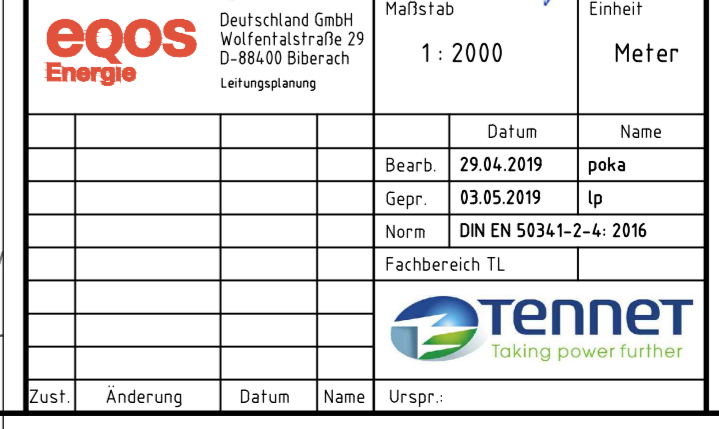 eqos
Energie
Deutschland GmbH
Wolfentalstraße 29
D-88400 Biberach
Leitungsplanung
Maßstab
1 : 2000
Einheit
Meter
Datum Name
Bearb. 29.04.2019 poka
Gepr. 03.05.2019 lp
Norm DIN EN 50341-2-4: 2016
Fachbereich TL
TenneT
Taking power further
Zust. Änderung Datum Name Urspr.: